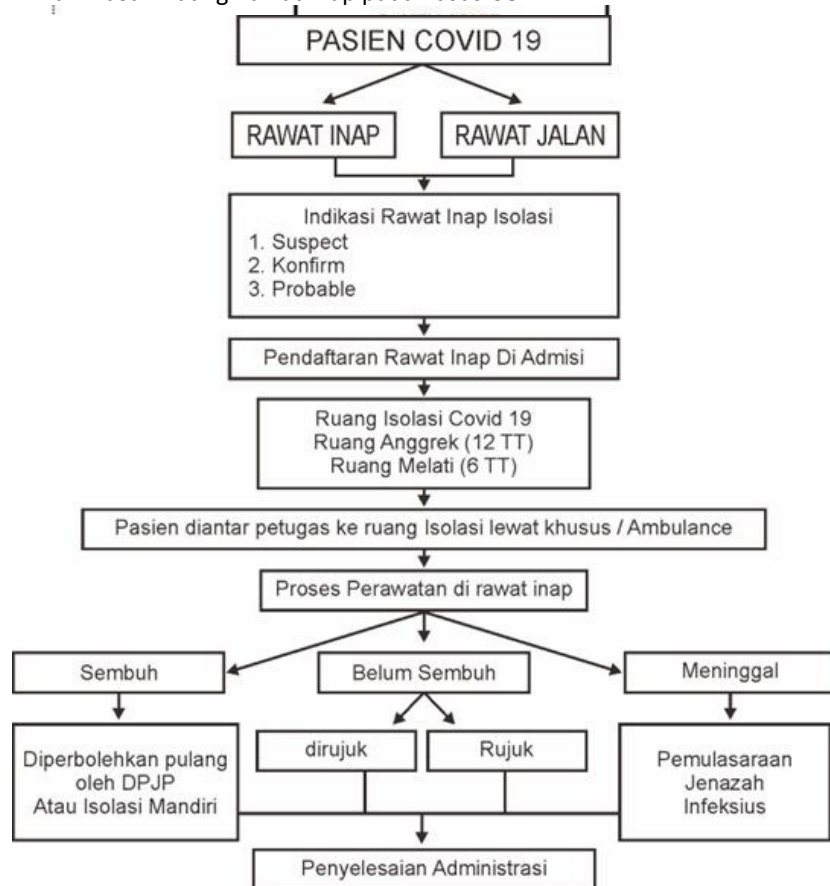 PASIEN COVID 19
RAWAT INAP
RAWAT JALAN
Indikasi Rawat Inap Isolasi
1. Suspect
2. Konfirm
3. Probable
Pendaftaran Rawat Inap Di Admisi
Ruang Isolasi Covid 19
Ruang Anggrek (12 TT)
Ruang Melati (6 TT)
Pasien diantar petugas ke ruang Isolasi lewat khusus / Ambulance
Proses Perawatan di rawat inap
Sembuh
Belum Sembuh
Meninggal
Diperbolehkan pulang
oleh DPJP
Atau Isolasi Mandiri
dirujuk
Rujuk
Pemulasaraan
Jenazah
Infeksius
Penyelesaian Administrasi